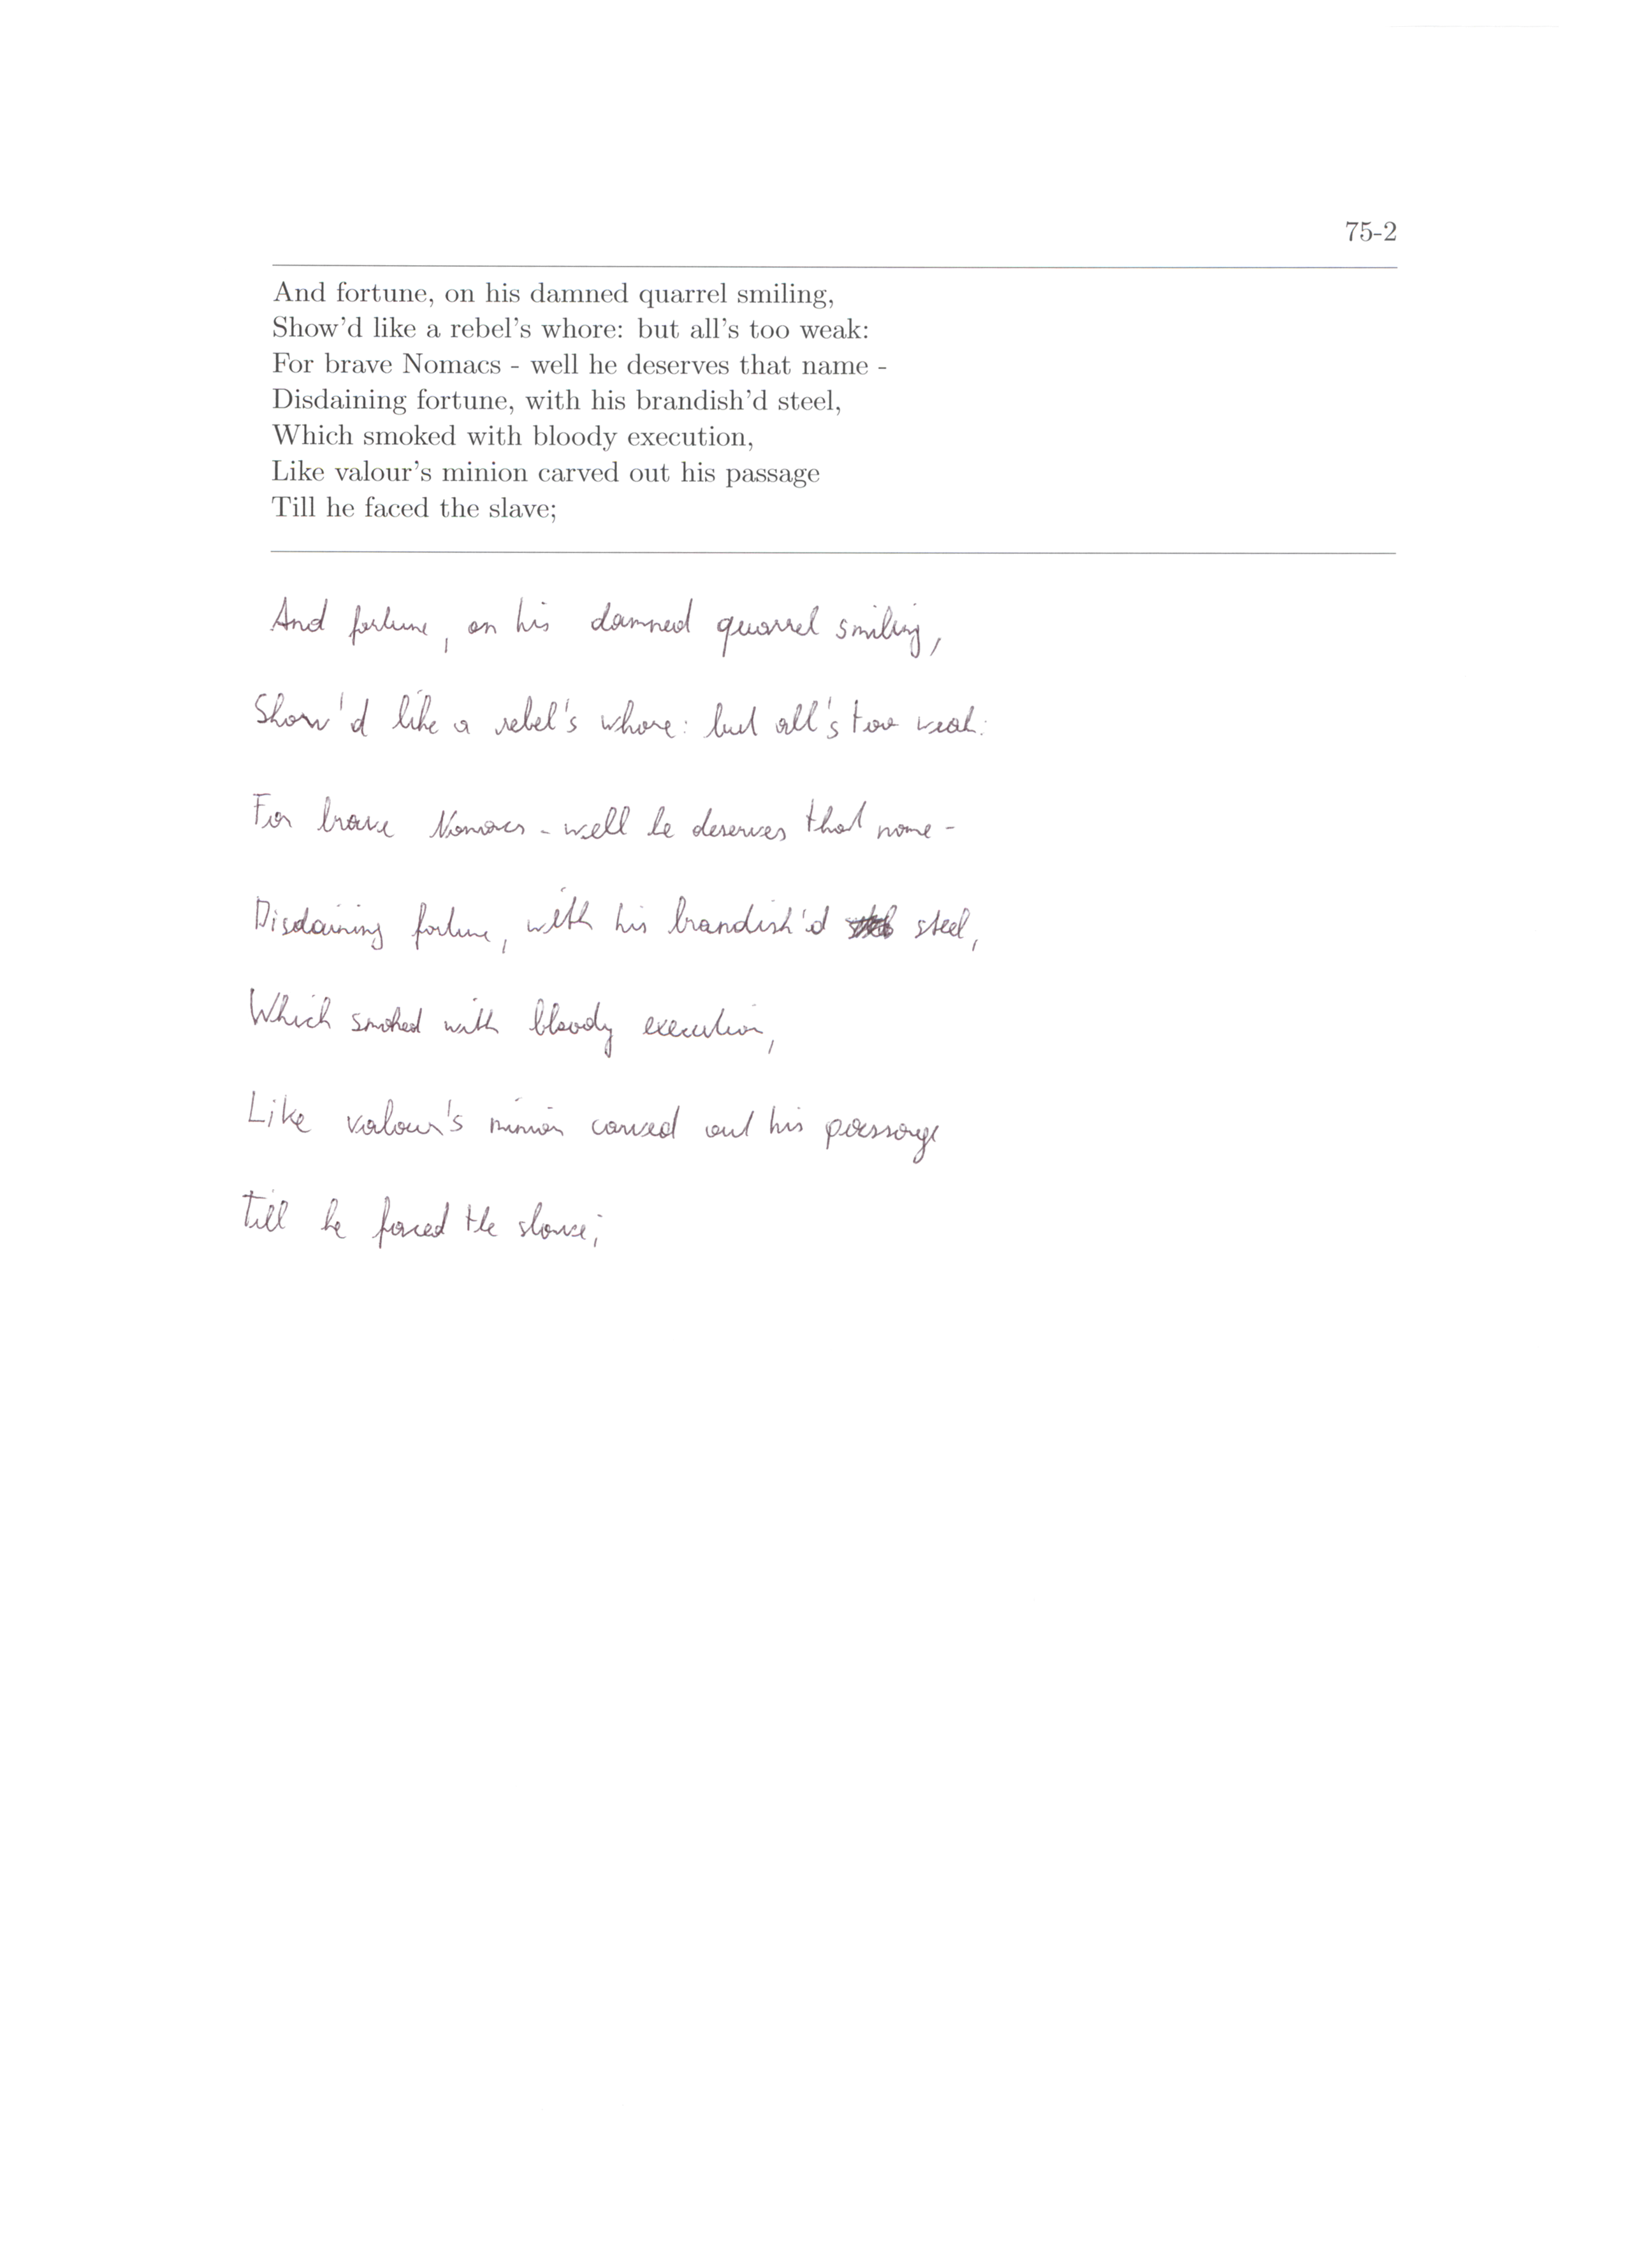 75-2
And fortune, on his damned quarrel smiling,
Show'd like a rebel's whore: but all's too weak:
For brave Nomacs - well he deserves that name -
Disdaining fortune, with his brandish'd steel,
Which smoked with bloody execution,
Like valour's minion carved out his passage
Till he faced the slave;
And fortune, on his damned quarrel smiling,
Show'd like a rebel's whore: but all's too weak:
For brave Nomacs - well he deserves that name -
Disdaining fortune, with his brandish'd steel,
Which smoked with bloody execution,
Like valour's minion carved out his passage
Till he faced the slave;